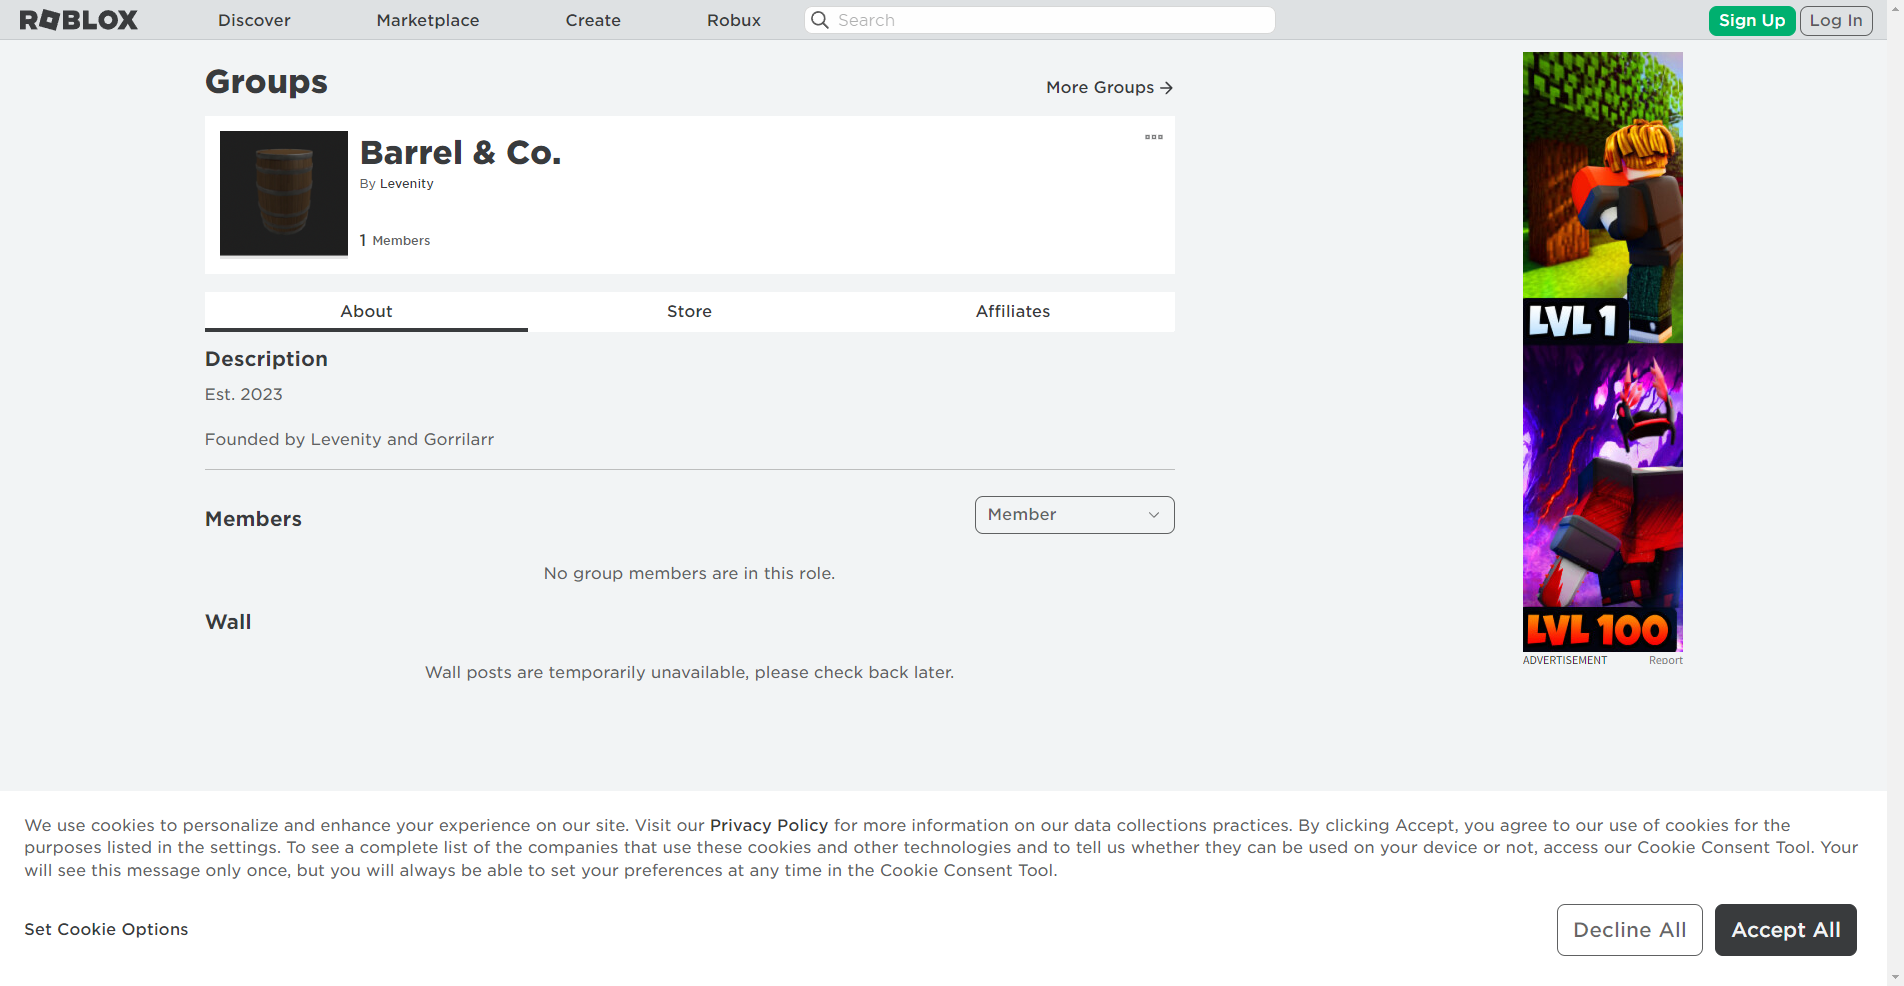 ROBLOX
Discover
Marketplace
Create
Robux
Search
Sign Up
Log In
Groups
More Groups
Barrel & Co.
By Levenity
1 Members
About
Store
Affiliates
Description
Est. 2023
Founded by Levenity and Gorrilarr
Members
Member
No group members are in this role.
Wall
Wall posts are temporarily unavailable, please check back later.
LVL 1
LVL 100
ADVERTISEMENT
Report
We use cookies to personalize and enhance your experience on our site. Visit our Privacy Policy for more information on our data collections practices. By clicking Accept, you agree to our use of cookies for the
purposes listed in the settings. To see a complete list of the companies that use these cookies and other technologies and to tell us whether they can be used on your device or not, access our Cookie Consent Tool. Your
will see this message only once, but you will always be able to set your preferences at any time in the Cookie Consent Tool.
Set Cookie Options
Decline All
Accept All